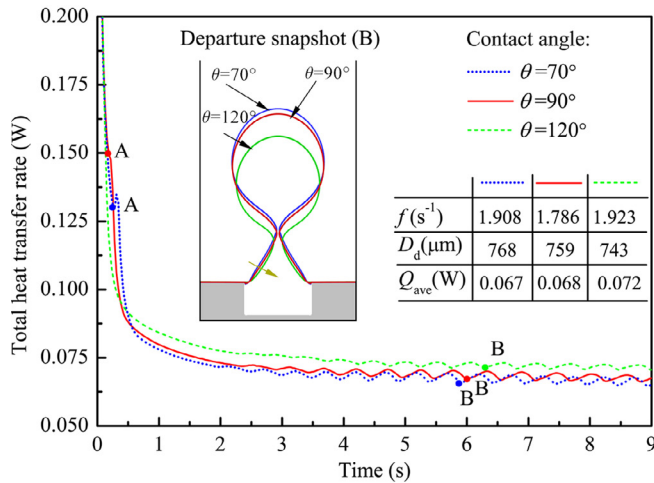 0.200
0.175
0.150
0.125
0.100
0.075
0.050
Total heat transfer rate (W)
Departure snapshot (B)
θ=70°
θ=90°
θ=120°
A
A
Contact angle:
θ=70°
θ=90°
θ=120°
f(s⁻¹) 1.908 1.786 1.923
D_d(μm) 768 759 743
Q_ave(W) 0.067 0.068 0.072
B
B
B
0 1 2 3 4 5 6 7 8 9
Time (s)